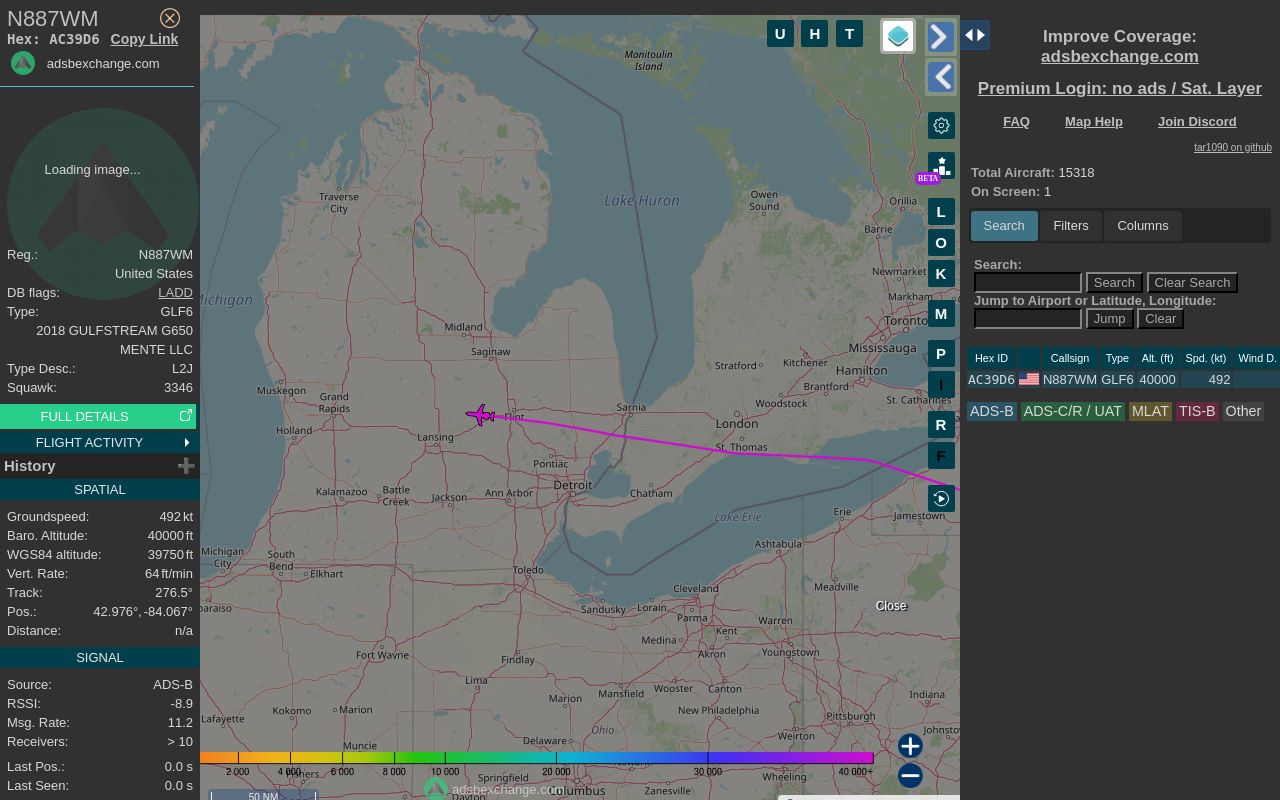 N887WM
Hex: AC39D6 Copy Link
adsbexchange.com
Loading image...
Reg.: N887WM
United States
DB flags: LADD
Type: GLF6
2018 GULFSTREAM G650
MENTE LLC
Type Desc.: L2J
Squawk: 3346
FULL DETAILS
FLIGHT ACTIVITY
History
SPATIAL
Groundspeed: 492 kt
Baro. Altitude: 40000 ft
WGS84 altitude: 39750 ft
Vert. Rate: 64 ft/min
Track: 276.5°
Pos.: 42.976°, -84.067°
Distance: n/a
SIGNAL
Source: ADS-B
RSSI: -8.9
Msg. Rate: 11.2
Receivers: > 10
Last Pos.: 0.0 s
Last Seen: 0.0 s
U H T
Manitoulin
Island
Lake Huron
Traverse
City
Owen
Sound
Orillia
Barrie
Newmarket
Markham
Toronto
Mississauga
Michigan
Midland
Saginaw
Stratford
Kitchener
Hamilton
Brantford
Woodstock
St. Catharines
Muskegon
Grand
Rapids
Holland
Flint
Lansing
Sarnia
London
St. Thomas
Pontiac
Detroit
Chatham
Kalamazoo
Battle
Creek
Jackson
Ann Arbor
Lake Erie
Erie
Jamestown
Michigan
City
South
Bend
Elkhart
Toledo
Ashtabula
Cleveland
Meadville
paraiso
Sandusky
Lorain
Parma
Kent
Warren
Medina
Akron
Youngstown
Close
Fort Wayne
Findlay
Lima
Mansfield
Wooster
Canton
Indiana
Lafayette
Kokomo
Marion
Marion
New Philadelphia
Pittsburgh
Ohio
Weirton
Johnsto
Muncie
Delaware
Wheeling
Springfield
Columbus
Zanesville
Dayton
2 000 4 000 6 000 8 000 10 000 20 000 30 000 40 000+
adsbexchange.com
50 NM
BETA
L
O
K
M
P
I
R
F
Improve Coverage:
adsbexchange.com
Premium Login: no ads / Sat. Layer
FAQ Map Help Join Discord
tar1090 on github
Total Aircraft: 15318
On Screen: 1
Search Filters Columns
Search:
Search Clear Search
Jump to Airport or Latitude, Longitude:
Jump Clear
Hex ID Callsign Type Alt. (ft) Spd. (kt) Wind D.
AC39D6 N887WM GLF6 40000 492
ADS-B ADS-C/R / UAT MLAT TIS-B Other